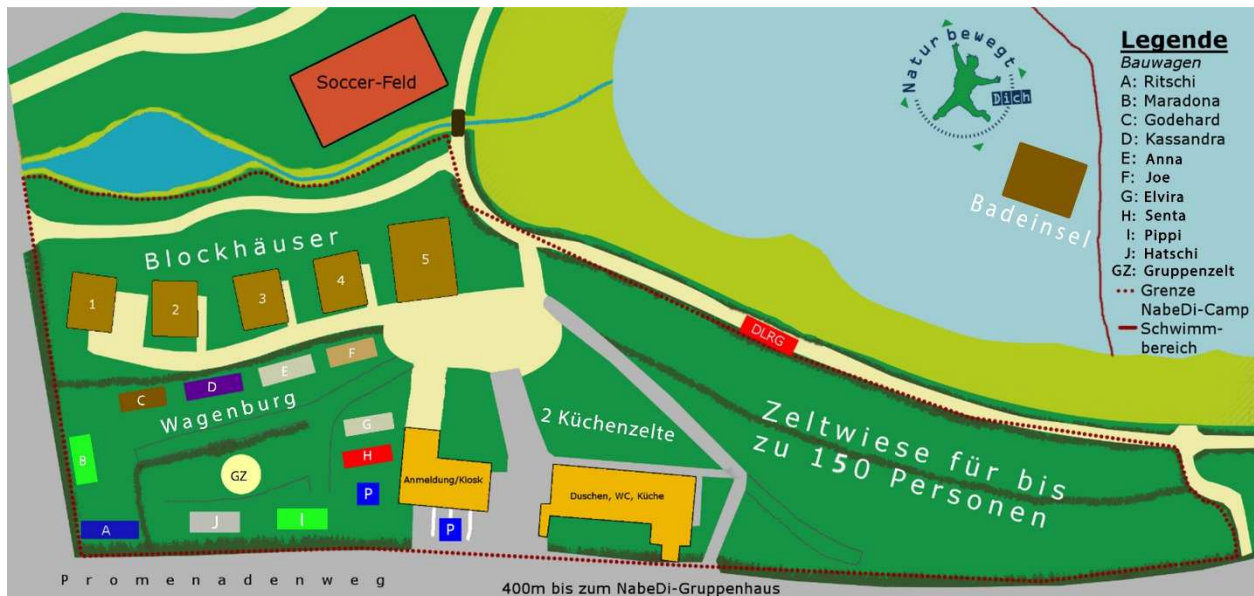 Soccer-Feld
Natur bewegt
Dich
Badeinsel
Legende
Bauwagen
A: Ritschi
B: Maradona
C: Godehard
D: Kassandra
E: Anna
F: Joe
G: Elvira
H: Senta
I: Pippi
J: Hatschi
GZ: Gruppenzelt
Grenze
NabeDi-Camp
Schwimm-
bereich
Blockhäuser
1
2
3
4
5
DLRG
Wagenburg
A
B
C
D
E
F
G
H
GZ
P
J
I
Anmeldung/Kiosk
P
2 Küchenzelte
Duschen, WC, Küche
Zeltwiese für bis
zu 150 Personen
Promenadenweg
400m bis zum NabeDi-Gruppenhaus